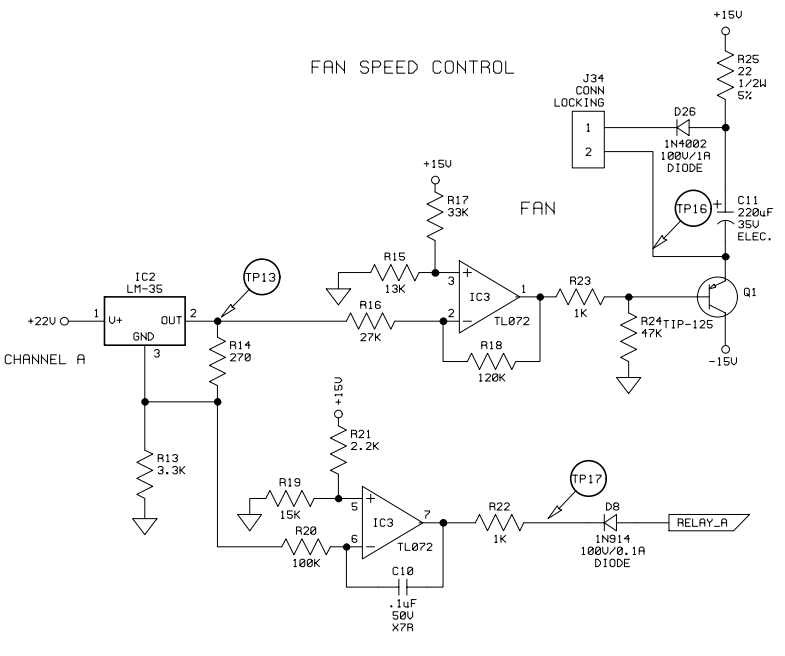 +15V
FAN SPEED CONTROL
R25
22
1/2W
5%
J34
CONN
LOCKING
1
2
D26
1N4002
100V/1A
DIODE
+15V
R17
33K
FAN
TP16
+
C11
220uF
35V
ELEC.
R15
13K
3
+
IC3
1
2
−
TL072
R23
1K
Q1
TIP-125
R24
47K
-15V
IC2
LM-35
TP13
+22V
1
V+
OUT
2
GND
3
R16
27K
R14
270
R18
120K
CHANNEL A
+15V
R21
2.2K
R13
3.3K
R19
15K
5
+
IC3
7
6
−
TL072
R20
100K
C10
.1uF
50V
X7R
R22
1K
TP17
D8
1N914
100V/0.1A
DIODE
RELAY_A